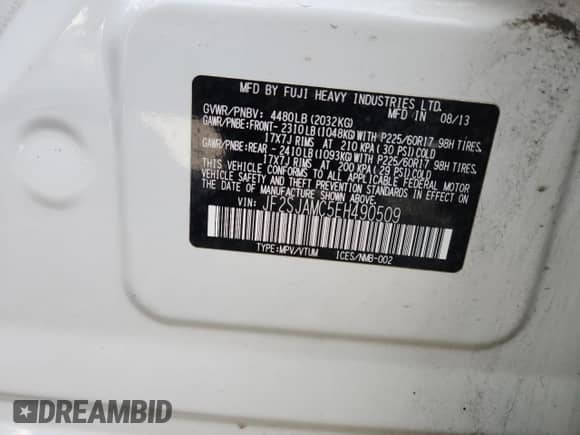 MFD BY FUJI HEAVY INDUSTRIES LTD.
GVWR/PNBV: 4480LB (2032KG) MFD IN 08/13
GAWR/PNBE:FRONT- 2310LB (1048KG) WITH P225/60R17 98H TIRES,
17X7J RIMS AT 210 KPA (30 PSI) COLD
GAWR/PNBE:REAR - 2410LB (1093KG) WITH P225/60R17 98H TIRES,
17X7J RIMS AT 200 KPA (29 PSI) COLD
THIS VEHICLE CONFORMS TO ALL APPLICABLE FEDERAL MOTOR
VEHICLE SAFETY AND THEFT PREVENTION STANDARDS IN EFFECT ON
THE DATE OF MANUFACTURE SHOWN ABOVE.
VIN: JF2SJAMC5EH490509
TYPE:MPV/VTUM ICES/NMB-002
DREAMBID
DREAMBID